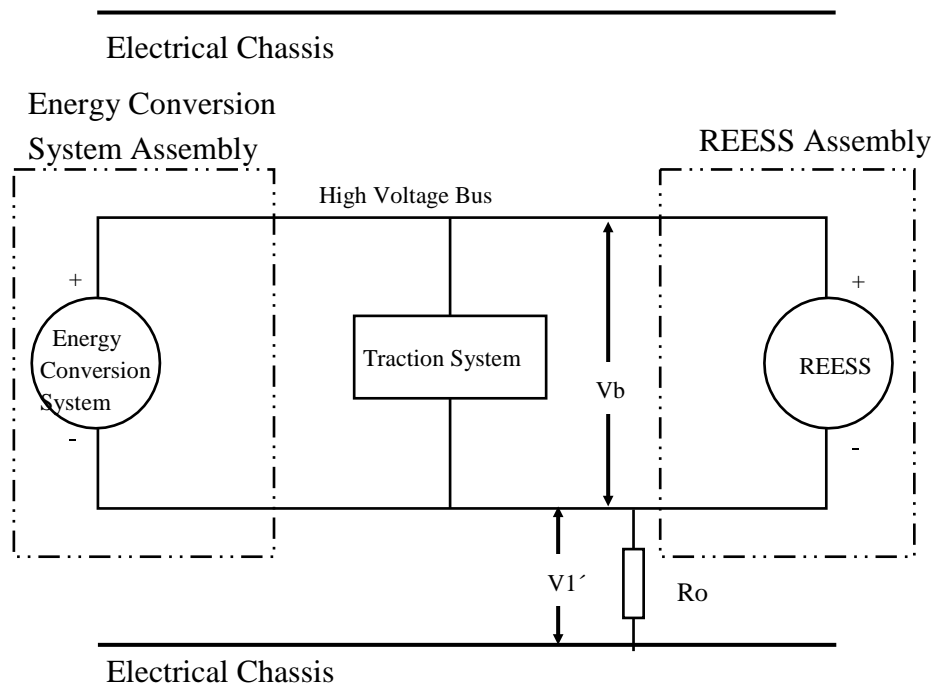 Electrical Chassis
Energy Conversion
System Assembly
REESS Assembly
High Voltage Bus
+
+
Energy
Conversion
System
Traction System
REESS
Vb
-
-
V1´
Ro
Electrical Chassis